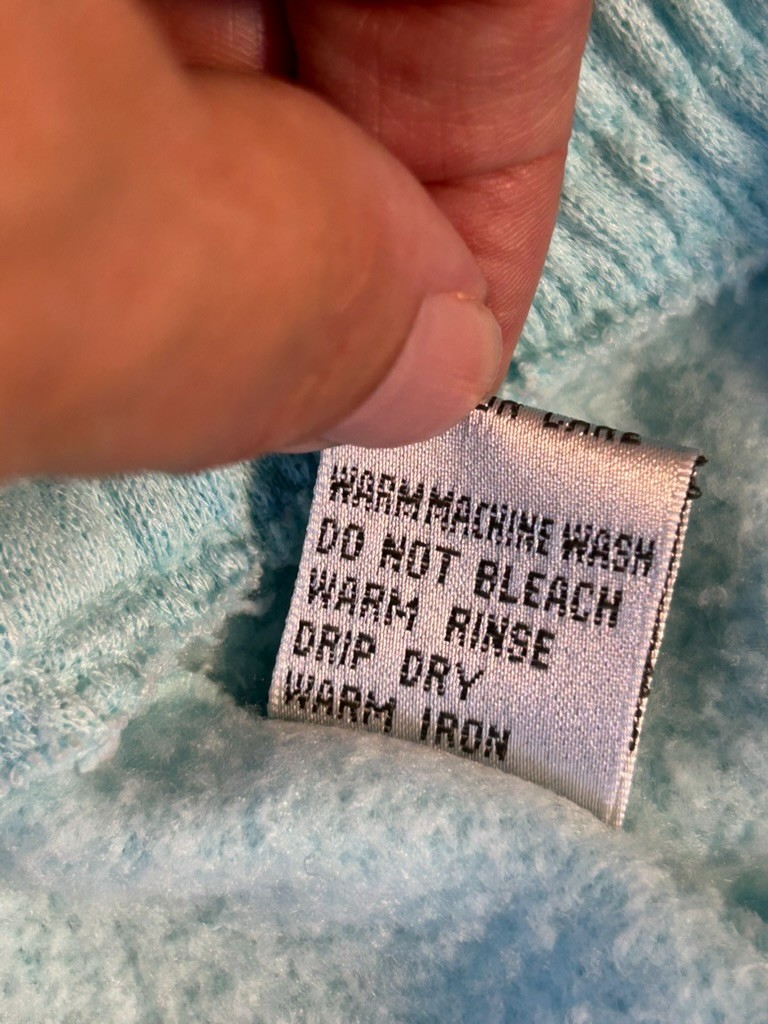 WARM MACHINE WASH
DO NOT BLEACH
WARM RINSE
DRIP DRY
WARM IRON